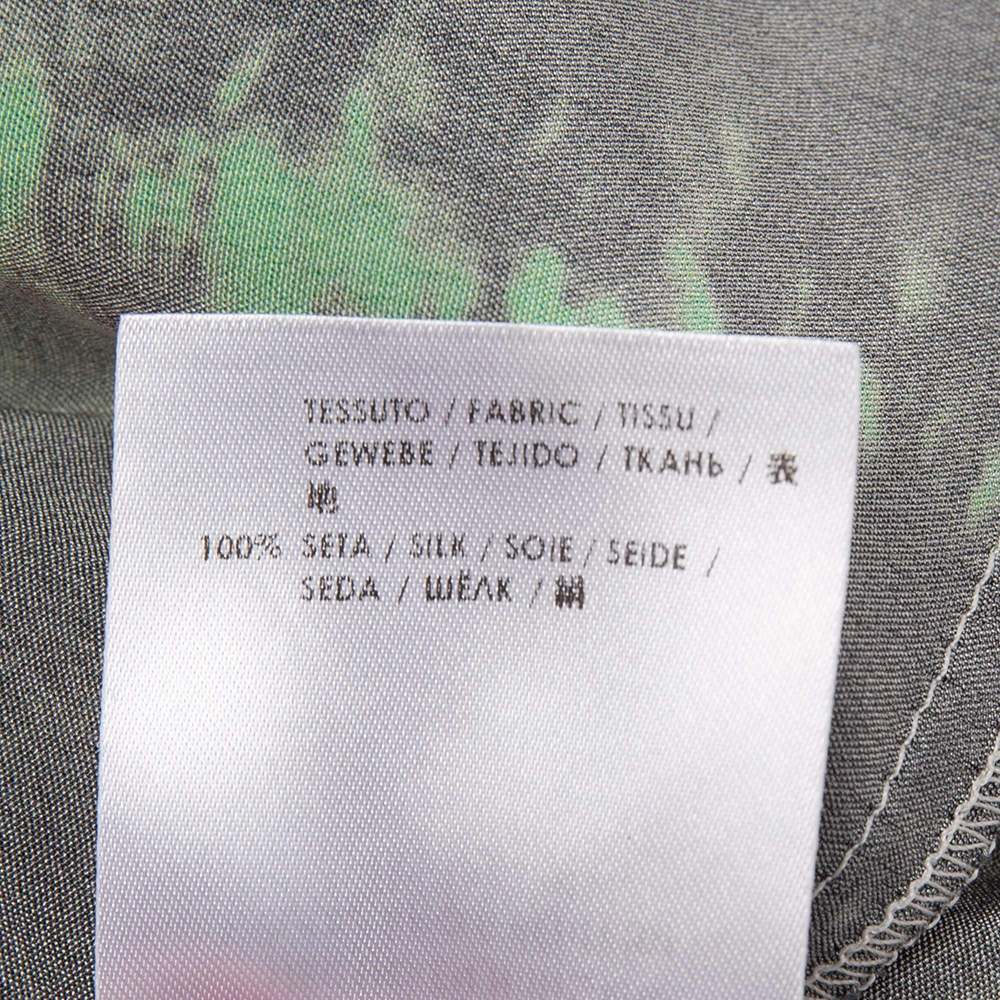 TESSUTO / FABRIC / TISSU /
GEWEBE / TEJIDO / ТКАНЬ / 表
地
100% SETA / SILK / SOIE / SEIDE /
SEDA / ШЁЛК / 絹